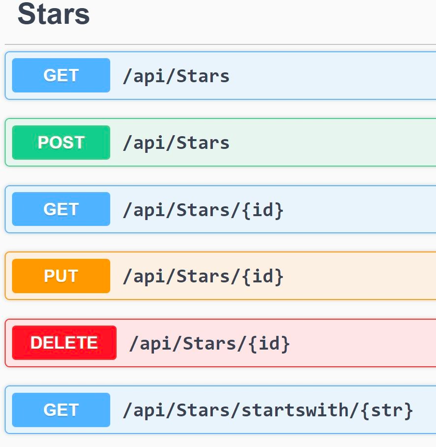 Stars
GET /api/Stars
POST /api/Stars
GET /api/Stars/{id}
PUT /api/Stars/{id}
DELETE /api/Stars/{id}
GET /api/Stars/startswith/{str}